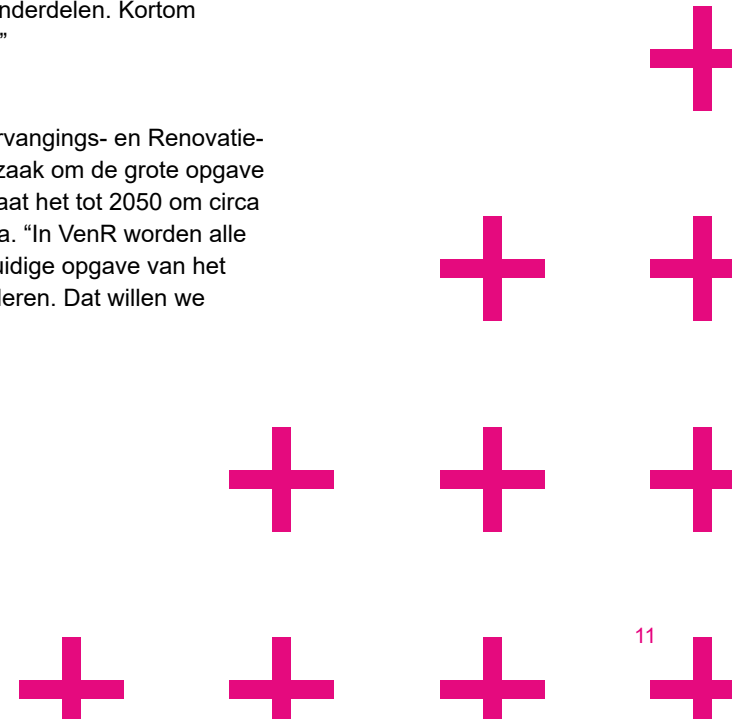 nderdelen. Kortom
”
rvangings- en Renovatie-
zaak om de grote opgave
aat het tot 2050 om circa
a. “In VenR worden alle
uidige opgave van het
leren. Dat willen we
11